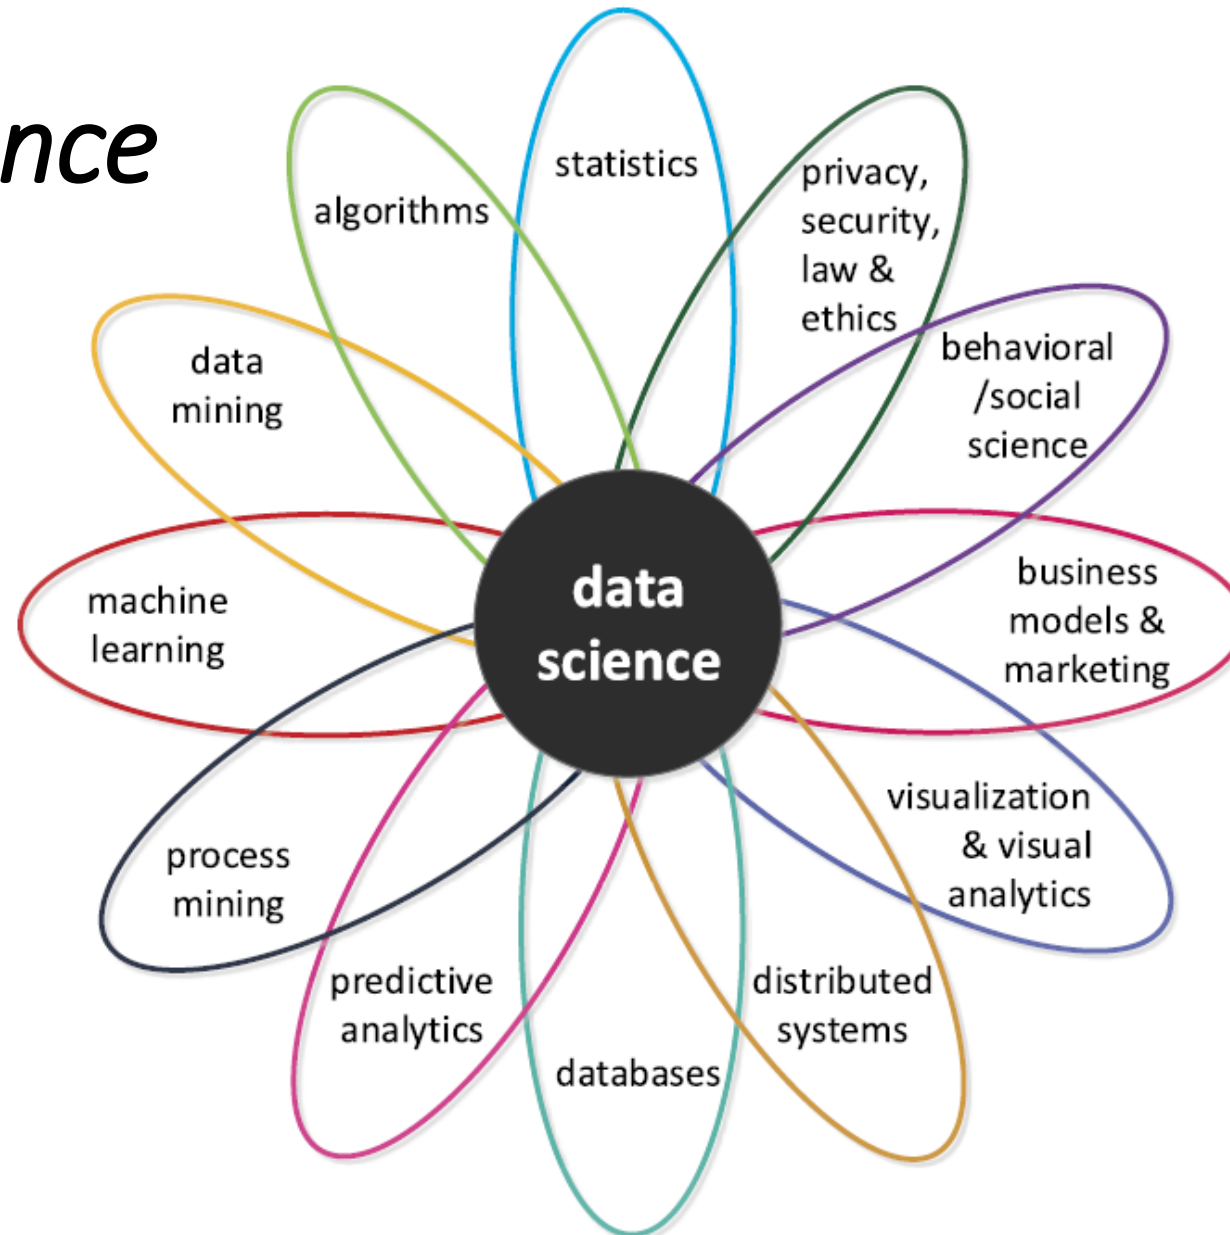 nce
statistics
privacy,
security,
law &
ethics
algorithms
behavioral
/social
science
data
mining
business
models &
marketing
machine
learning
data
science
visualization
& visual
analytics
process
mining
distributed
systems
predictive
analytics
databases